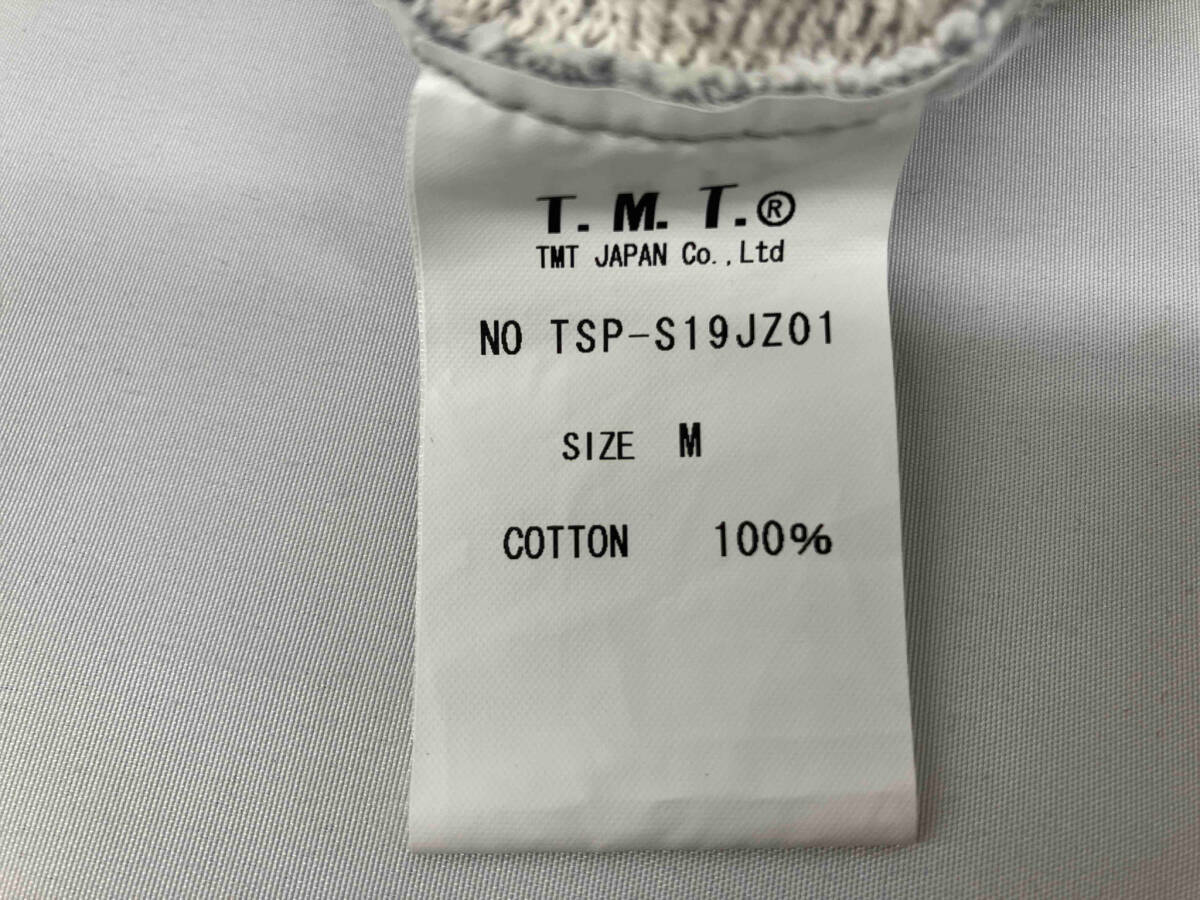 T. M. T.®
TMT JAPAN Co.,Ltd
NO TSP-S19JZ01
SIZE M
COTTON 100%